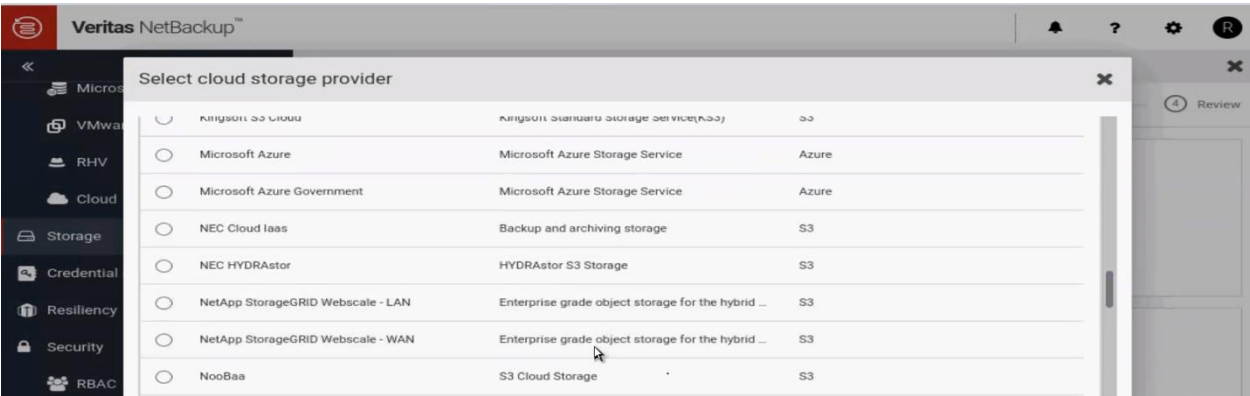 Veritas NetBackup™
?
R
«
Select cloud storage provider
4 Review
Micros
VMwa
RHV
Cloud
Storage
Credential
Resiliency
Security
RBAC
Kingsoft S3 Cloud Kingsoft Standard Storage Service(KS3) S3
Microsoft Azure Microsoft Azure Storage Service Azure
Microsoft Azure Government Microsoft Azure Storage Service Azure
NEC Cloud Iaas Backup and archiving storage S3
NEC HYDRAstor HYDRAstor S3 Storage S3
NetApp StorageGRID Webscale - LAN Enterprise grade object storage for the hybrid ... S3
NetApp StorageGRID Webscale - WAN Enterprise grade object storage for the hybrid ... S3
NooBaa S3 Cloud Storage S3